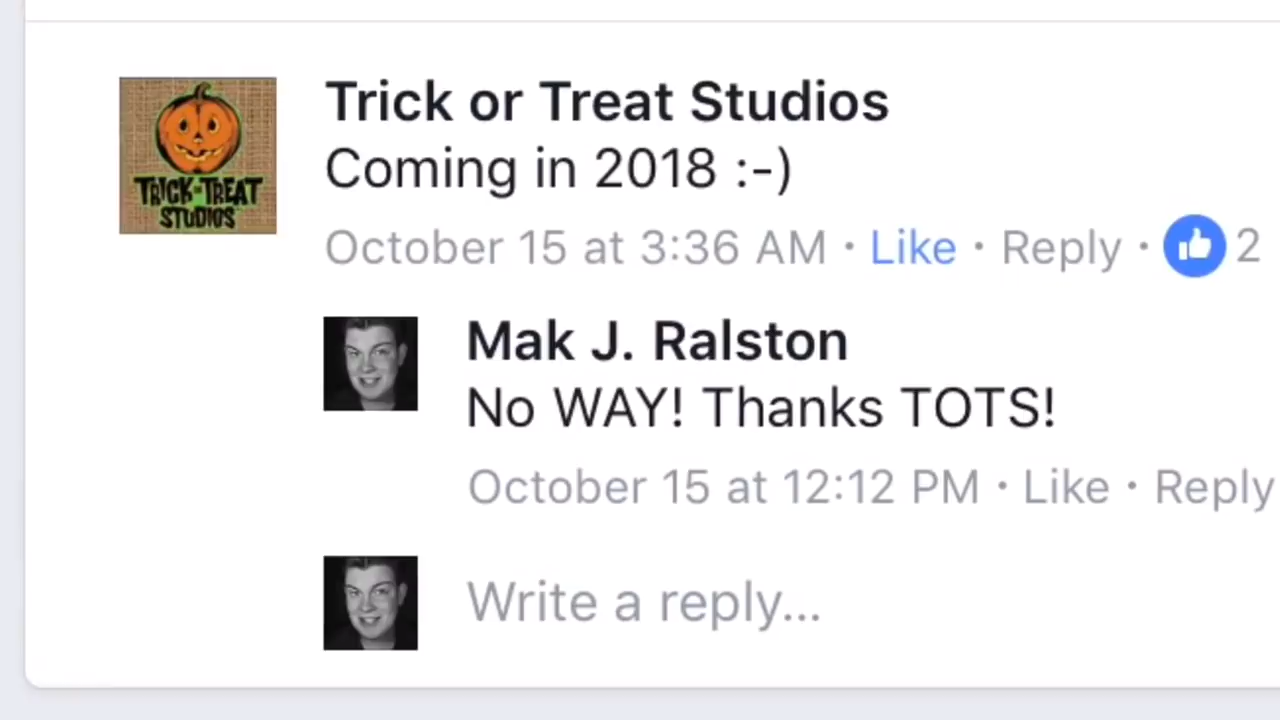 Trick or Treat Studios
TRICK OR TREAT
STUDIOS
Coming in 2018 :-)
October 15 at 3:36 AM · Like · Reply · 2
Mak J. Ralston
No WAY! Thanks TOTS!
October 15 at 12:12 PM · Like · Reply
Write a reply...